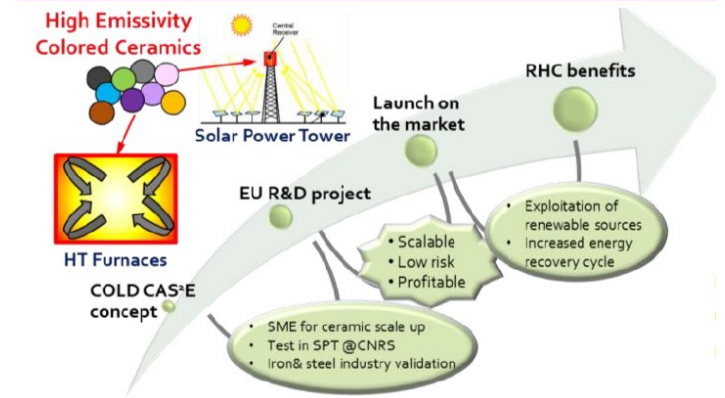 High Emissivity
Colored Ceramics
Central
Receiver
Solar Power Tower
HT Furnaces
COLD CAS²E
concept
EU R&D project
Launch on
the market
RHC benefits
• SME for ceramic scale up
• Test in SPT @CNRS
• Iron& steel industry validation
• Scalable
• Low risk
• Profitable
• Exploitation of
renewable sources
• Increased energy
recovery cycle